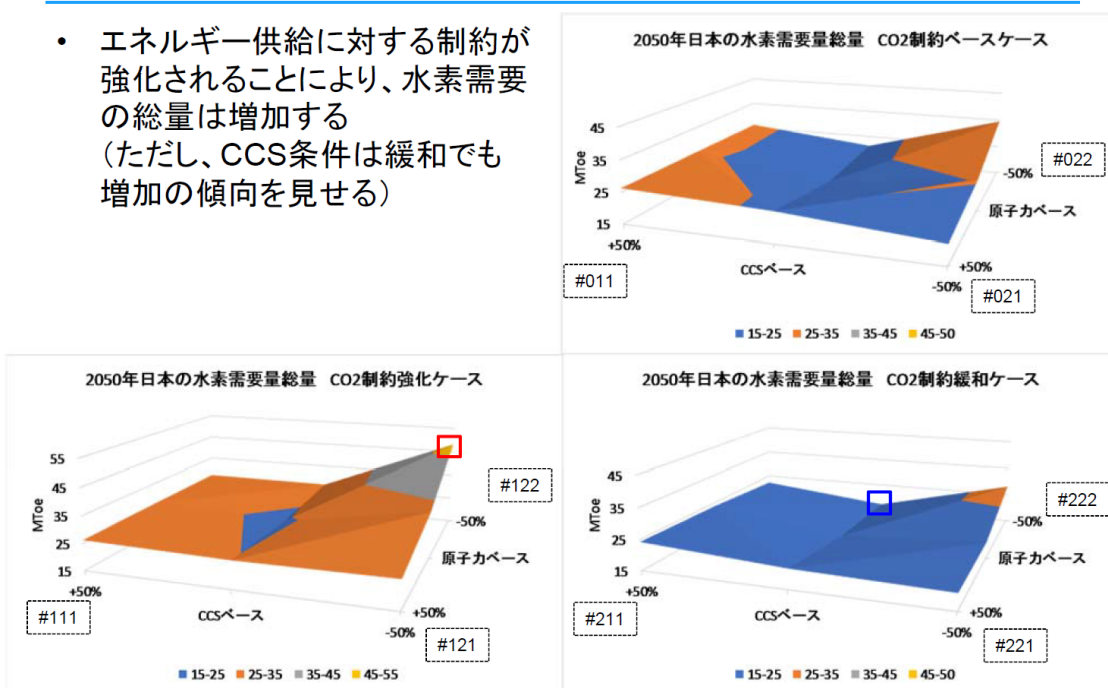 • エネルギー供給に対する制約が
強化されることにより、水素需要
の総量は増加する
（ただし、CCS条件は緩和でも
増加の傾向を見せる）
2050年日本の水素需要量総量 CO2制約ベースケース
MToe
45
35
25
15
+50%
CCSベース
-50%
+50%
原子力ベース
-50%
#011
#021
#022
15-25 25-35 35-45 45-50
2050年日本の水素需要量総量 CO2制約強化ケース
MToe
55
45
35
25
15
+50%
CCSベース
-50%
+50%
原子力ベース
-50%
#111
#121
#122
15-25 25-35 35-45 45-55
2050年日本の水素需要量総量 CO2制約緩和ケース
MToe
45
35
25
15
+50%
CCSベース
-50%
+50%
原子力ベース
-50%
#211
#221
#222
15-25 25-35 35-45 45-50